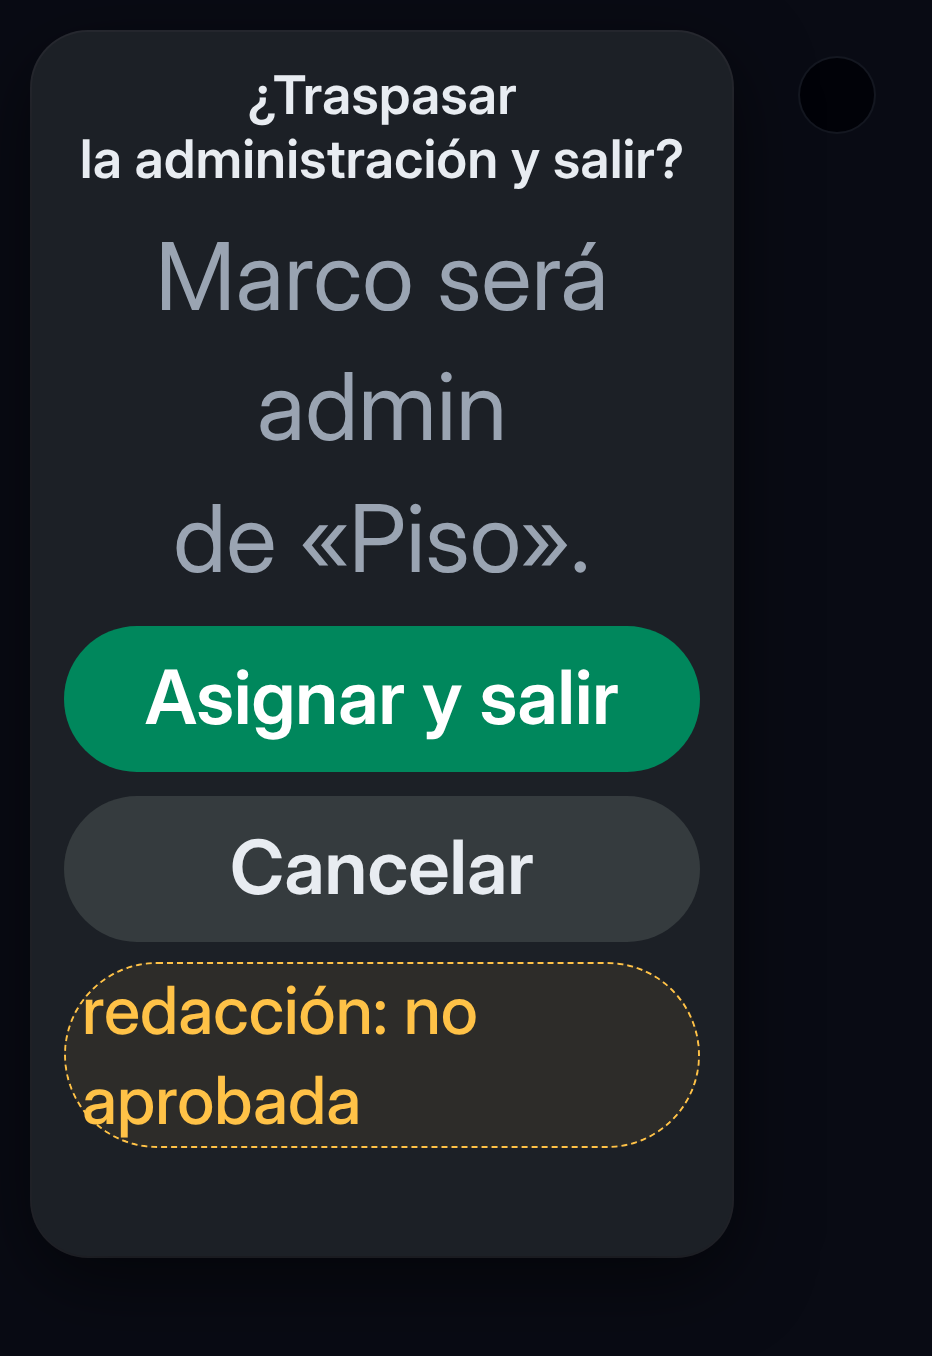 ¿Traspasar
la administración y salir?
Marco será
admin
de «Piso».
Asignar y salir
Cancelar
redacción: no
aprobada